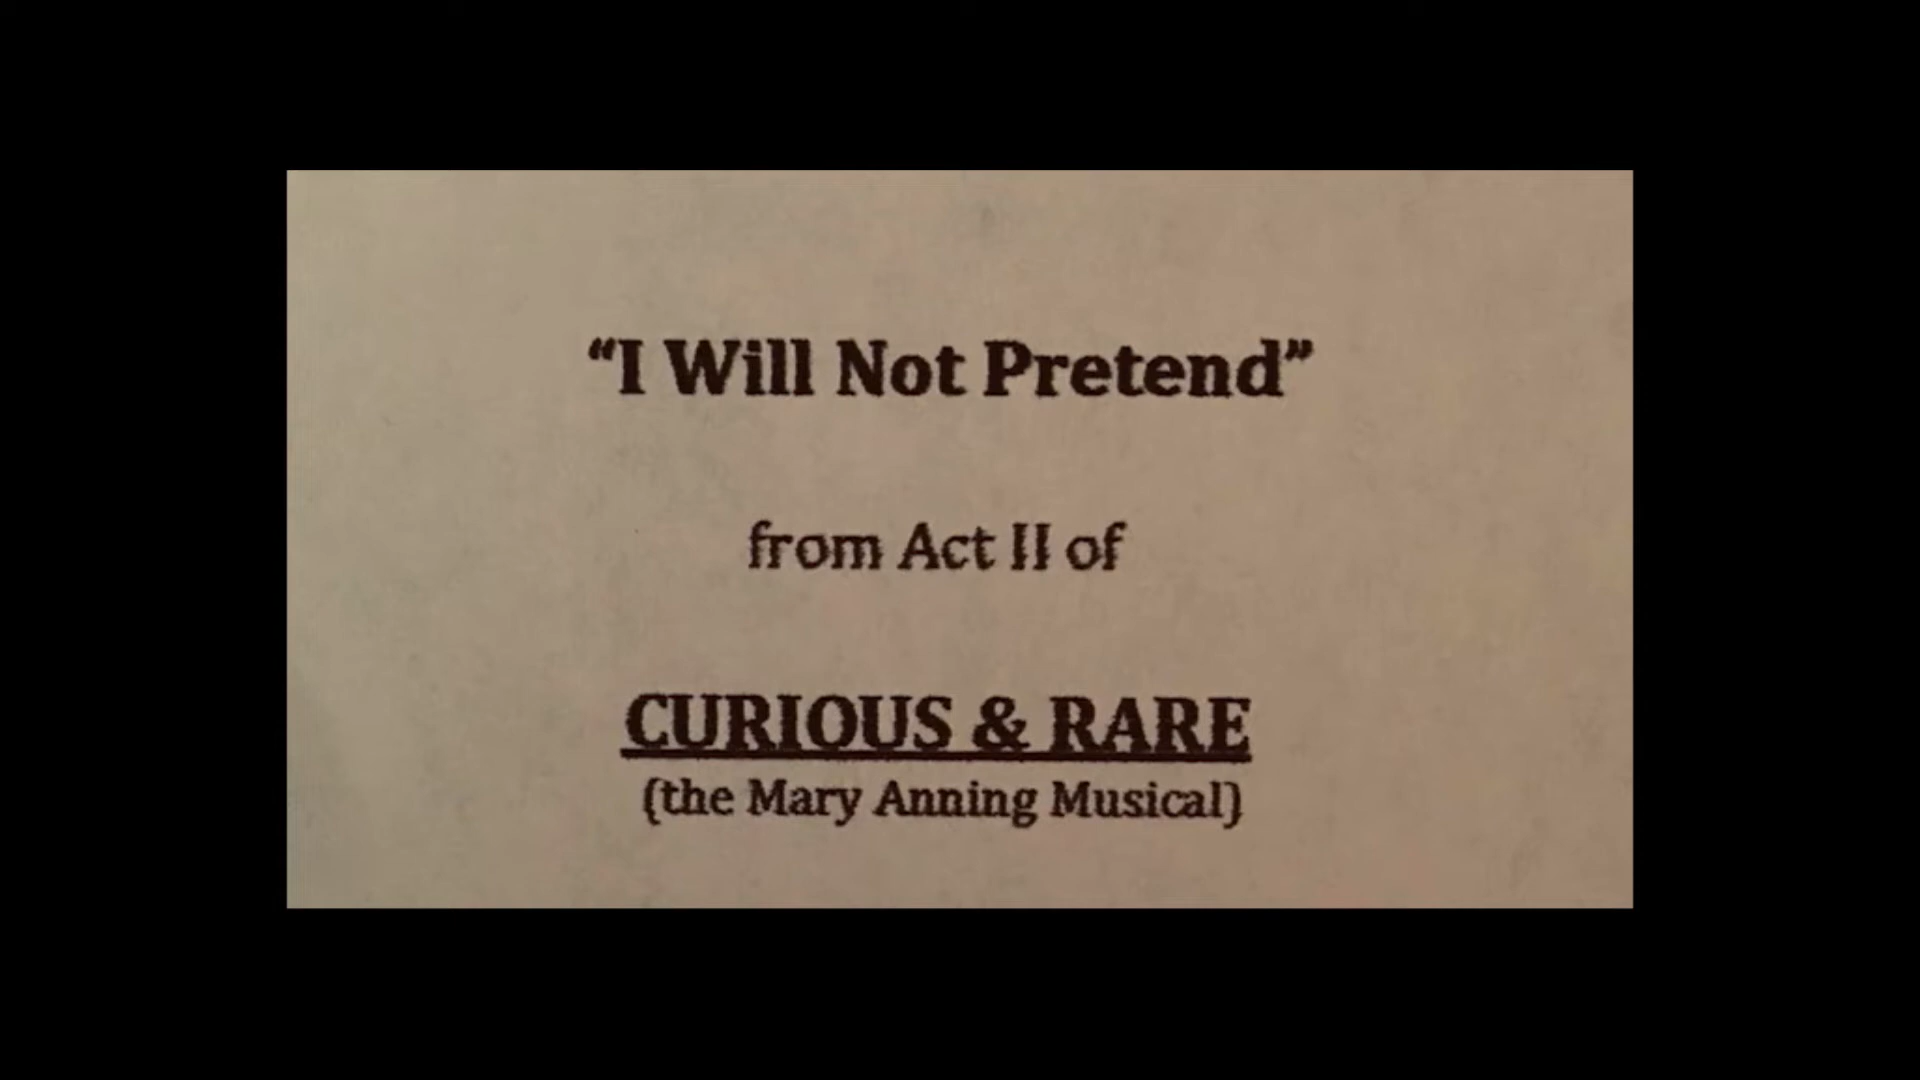 “I Will Not Pretend”
from Act II of
CURIOUS & RARE
(the Mary Anning Musical)